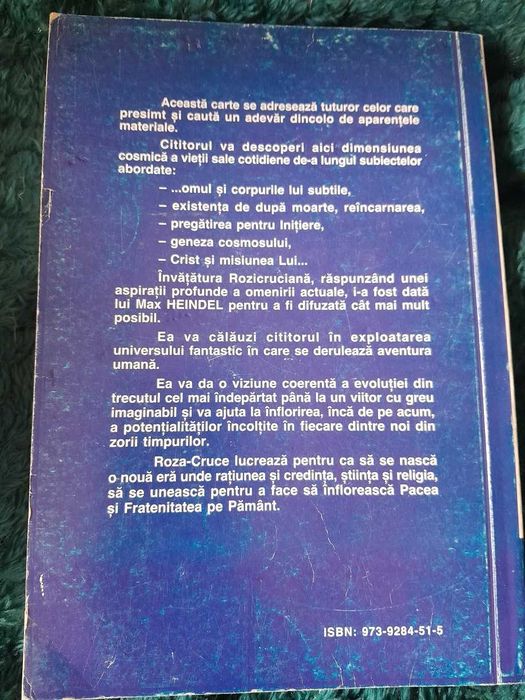 Această carte se adresează tuturor celor care
presimt și caută un adevăr dincolo de aparențele
materiale.
Cititorul va descoperi aici dimensiunea
cosmică a vieții sale cotidiene de-a lungul subiectelor
abordate:
– ...omul și corpurile lui subtile,
– existența de după moarte, reîncarnarea,
– pregătirea pentru Inițiere,
– geneza cosmosului,
– Crist și misiunea Lui...
Învățătura Rozicruciană, răspunzând unei
aspirații profunde a omenirii actuale, i-a fost dată
lui Max HEINDEL pentru a fi difuzată cât mai mult
posibil.
Ea va călăuzi cititorul în exploatarea
universului fantastic în care se derulează aventura
umană.
Ea va da o viziune coerentă a evoluției din
trecutul cel mai îndepărtat până la un viitor cu greu
imaginabil și va ajuta la înflorirea, încă de pe acum,
a potențialităților încolțite în fiecare dintre noi din
zorii timpurilor.
Roza-Cruce lucrează pentru ca să se nască
o nouă eră unde rațiunea și credința, știința și religia,
să se unească pentru a face să înflorească Pacea
și Fratenitatea pe Pământ.
ISBN: 973-9284-51-5